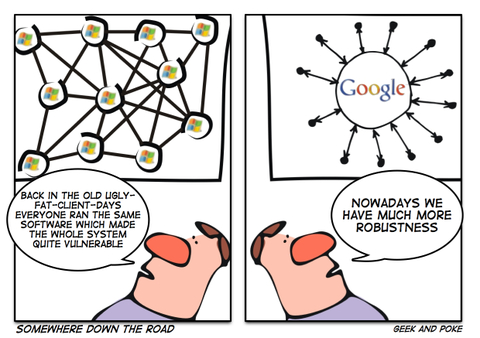 BACK IN THE OLD UGLY-
FAT-CLIENT-DAYS
EVERYONE RAN THE SAME
SOFTWARE WHICH MADE
THE WHOLE SYSTEM
QUITE VULNERABLE
Google
NOWADAYS WE
HAVE MUCH MORE
ROBUSTNESS
SOMEWHERE DOWN THE ROAD
GEEK AND POKE